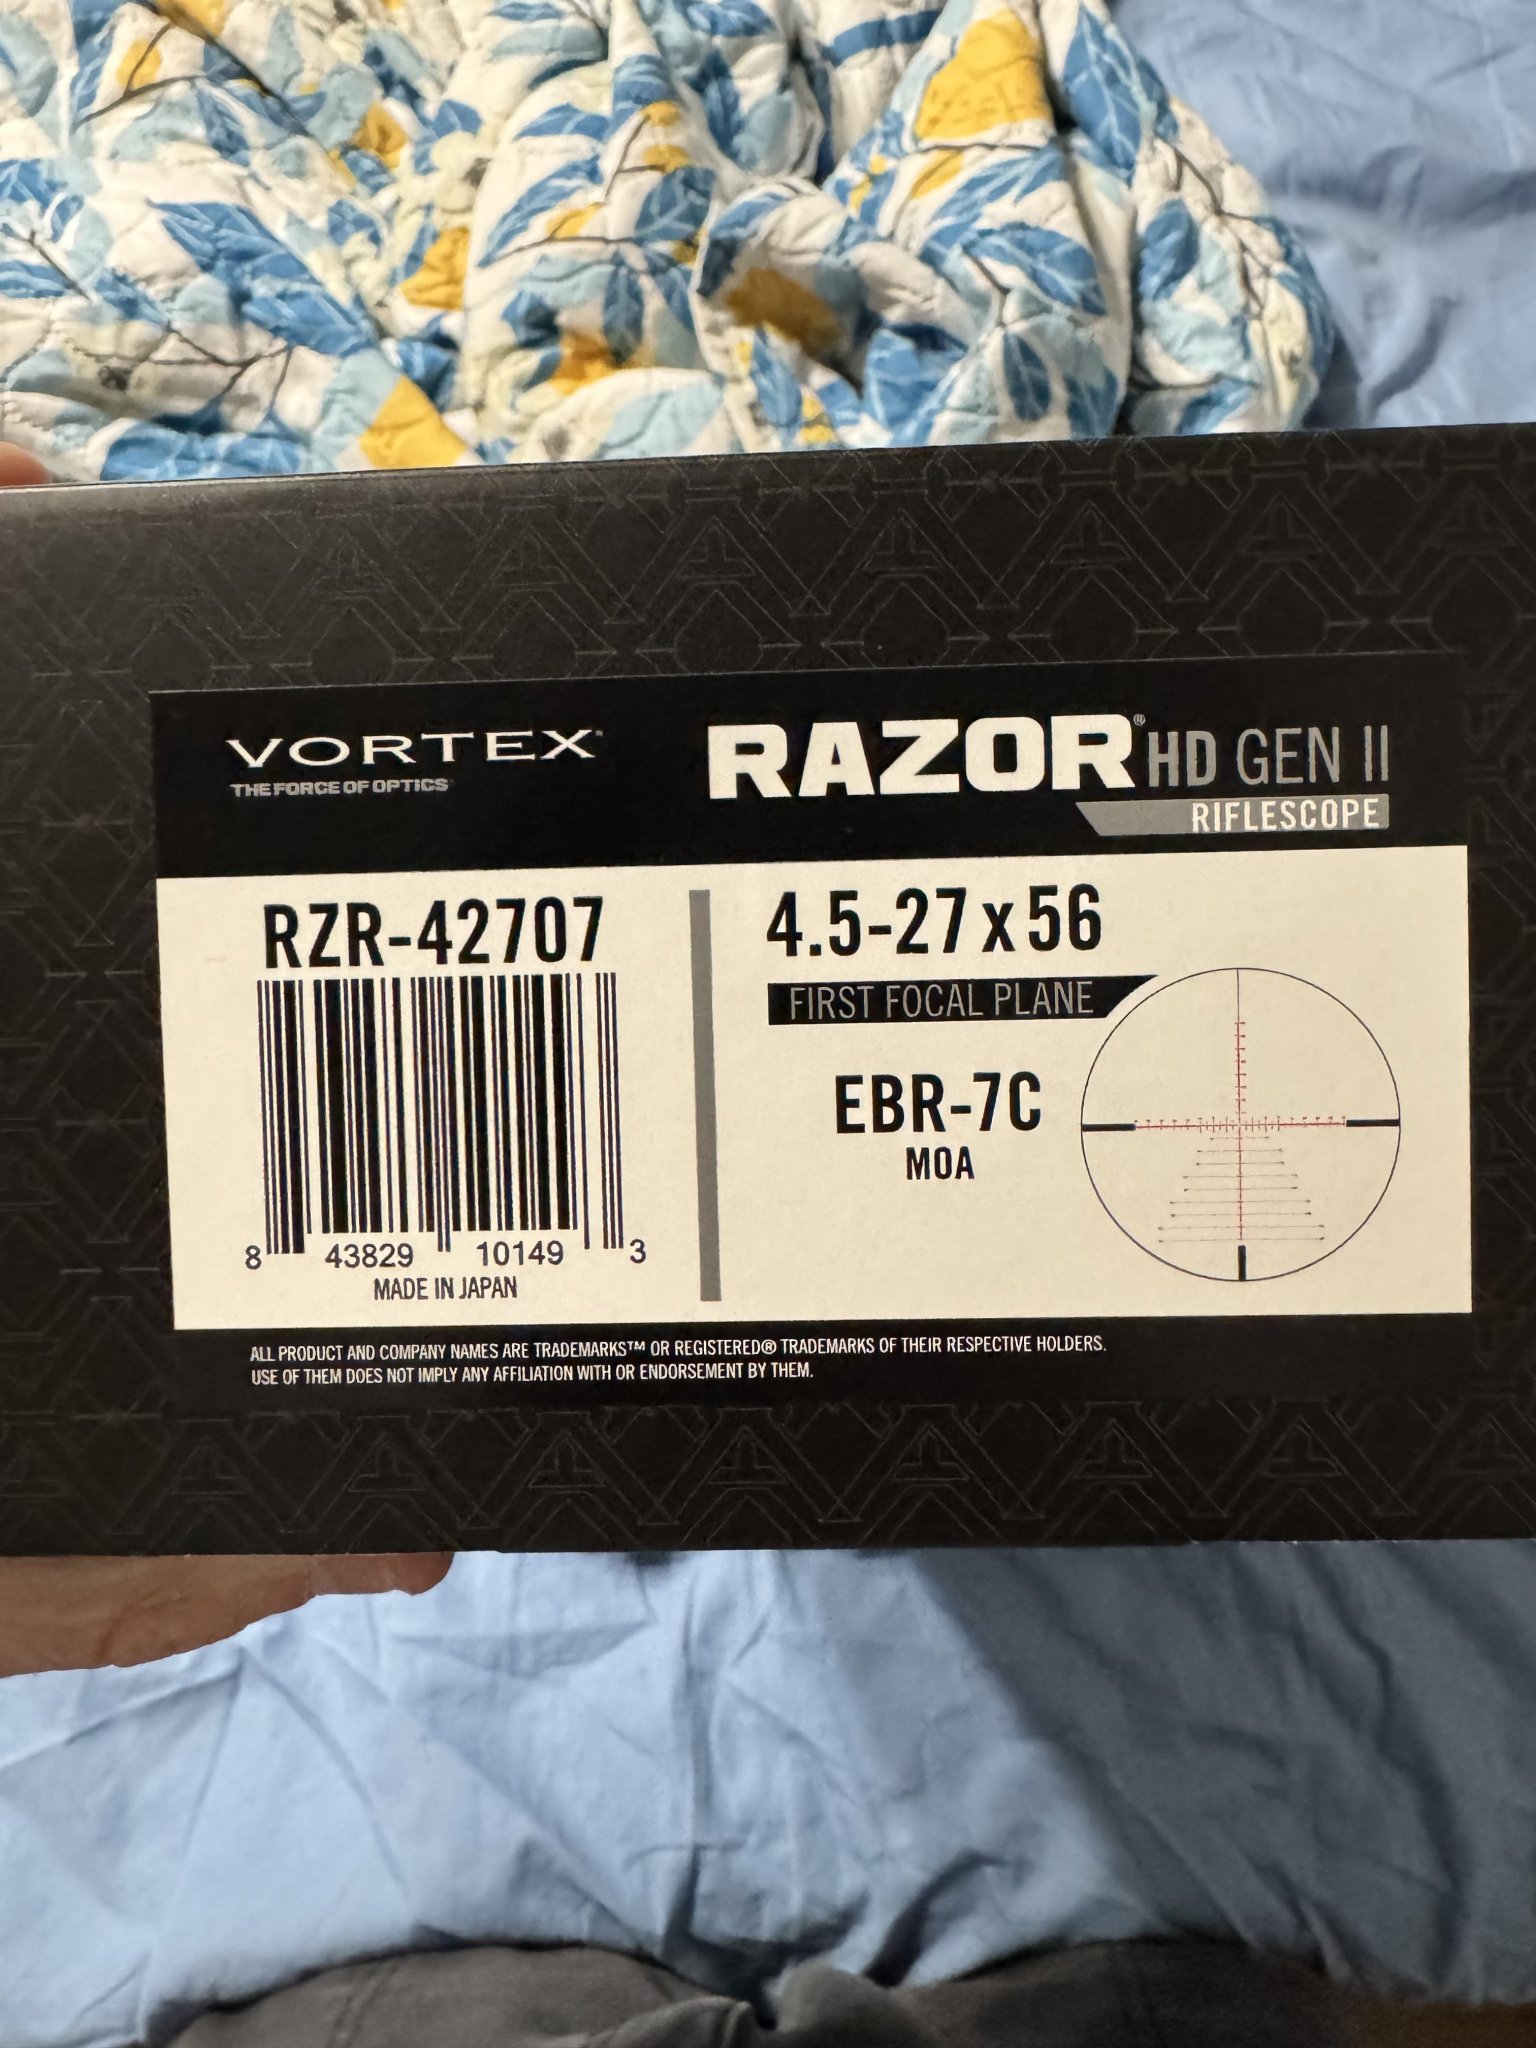 VORTEX®
THE FORCE OF OPTICS®
RAZOR® HD GEN II
RIFLESCOPE
RZR-42707
8 43829 10149 3
MADE IN JAPAN
4.5-27x56
FIRST FOCAL PLANE
EBR-7C
MOA
ALL PRODUCT AND COMPANY NAMES ARE TRADEMARKS™ OR REGISTERED® TRADEMARKS OF THEIR RESPECTIVE HOLDERS.
USE OF THEM DOES NOT IMPLY ANY AFFILIATION WITH OR ENDORSEMENT BY THEM.